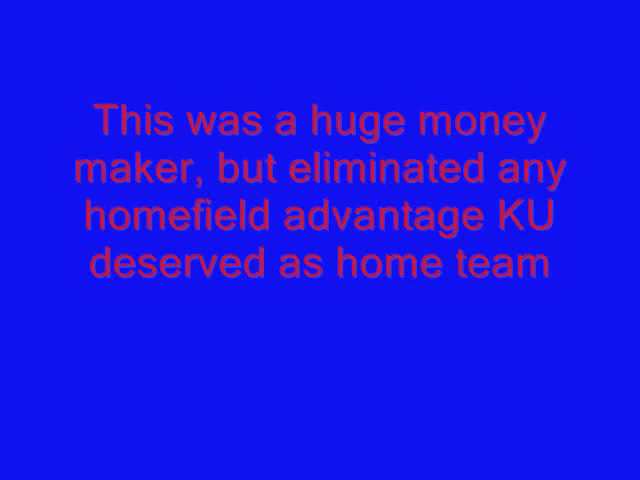 This was a huge money
maker, but eliminated any
homefield advantage KU
deserved as home team